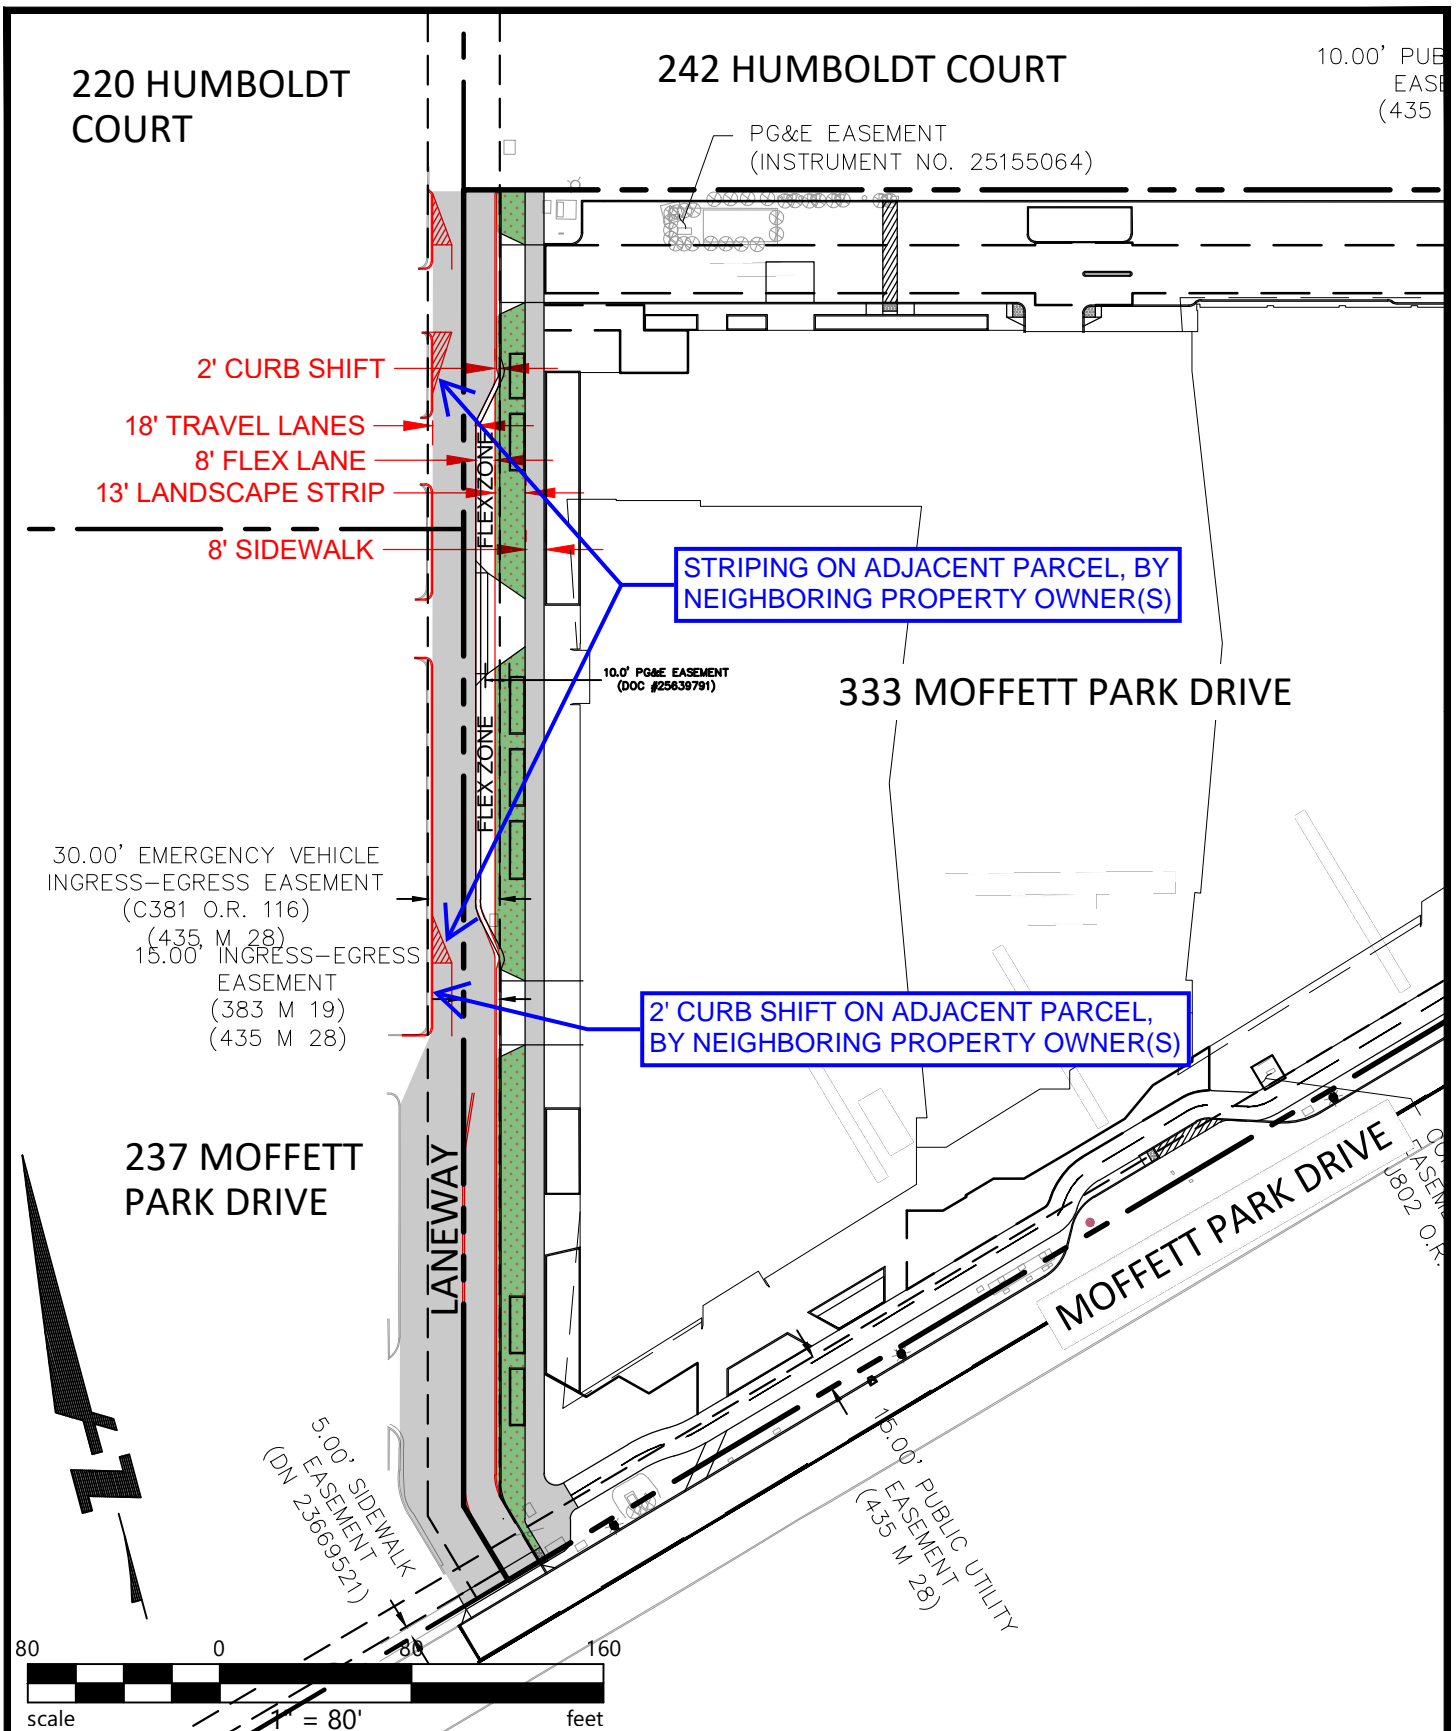 220 HUMBOLDT
COURT
242 HUMBOLDT COURT
10.00' PUB
EASE
(435
PG&E EASEMENT
(INSTRUMENT NO. 25155064)
2' CURB SHIFT
18' TRAVEL LANES
8' FLEX LANE
13' LANDSCAPE STRIP
8' SIDEWALK
FLEX ZONE
STRIPING ON ADJACENT PARCEL, BY
NEIGHBORING PROPERTY OWNER(S)
10.0' PG&E EASEMENT
(DOC #25639791)
333 MOFFETT PARK DRIVE
FLEX ZONE
30.00' EMERGENCY VEHICLE
INGRESS-EGRESS EASEMENT
(C381 O.R. 116)
(435 M 28)
15.00' INGRESS-EGRESS
EASEMENT
(383 M 19)
(435 M 28)
2' CURB SHIFT ON ADJACENT PARCEL,
BY NEIGHBORING PROPERTY OWNER(S)
237 MOFFETT
PARK DRIVE
LANEWAY
MOFFETT PARK DRIVE
J802 O.R.
5.00' SIDEWALK
EASEMENT
(DN 23669521)
15.00' PUBLIC UTILITY
EASEMENT
(435 M 28)
80 0 80 160
scale 1" = 80' feet